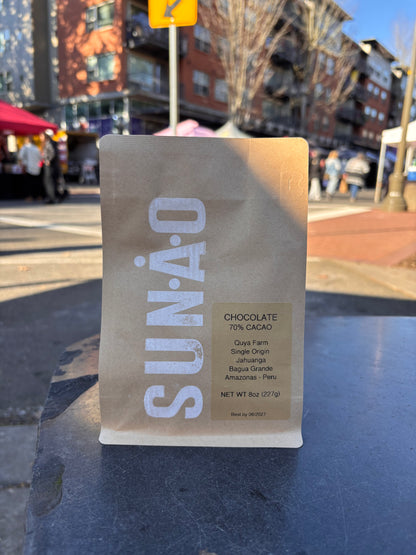 SUN·Å·O
CHOCOLATE
70% CACAO
Quya Farm
Single Origin
Jahuanga
Bagua Grande
Amazonas - Peru
NET WT 8oz (227g)
Best by 06/2027